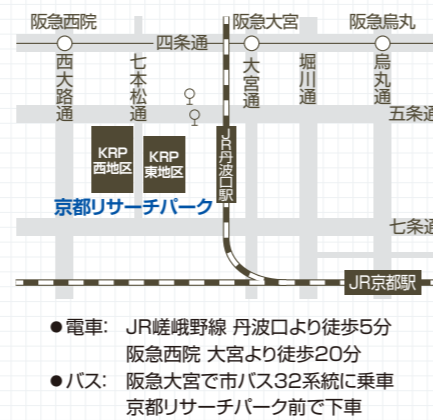 阪急西院
阪急大宮
阪急烏丸
四条通
西大路通
七本松通
大宮通
堀川通
烏丸通
五条通
KRP
西地区
KRP
東地区
JR丹波口駅
京都リサーチパーク
七条通
JR京都駅
●電車: JR嵯峨野線 丹波口より徒歩5分
阪急西院 大宮より徒歩20分
●バス: 阪急大宮で市バス32系統に乗車
京都リサーチパーク前で下車